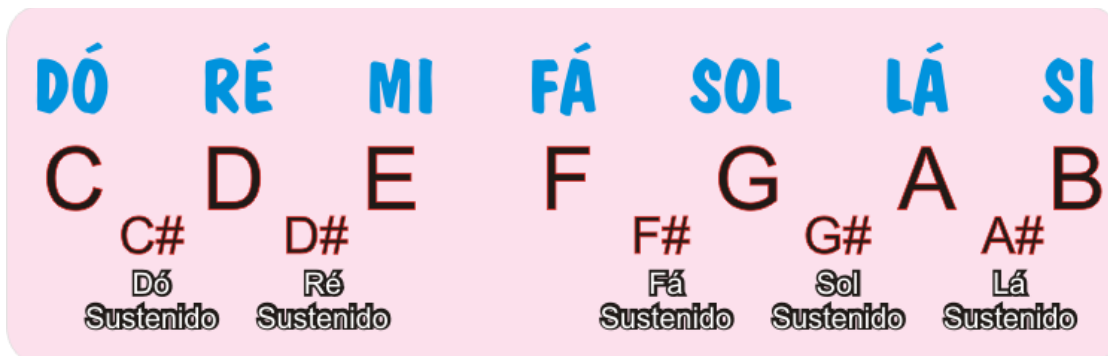 DÓ RÉ MI FÁ SOL LÁ SI
C D E F G A B
C# D# F# G# A#
Dó Ré Fá Sol Lá
Sustenido Sustenido Sustenido Sustenido Sustenido